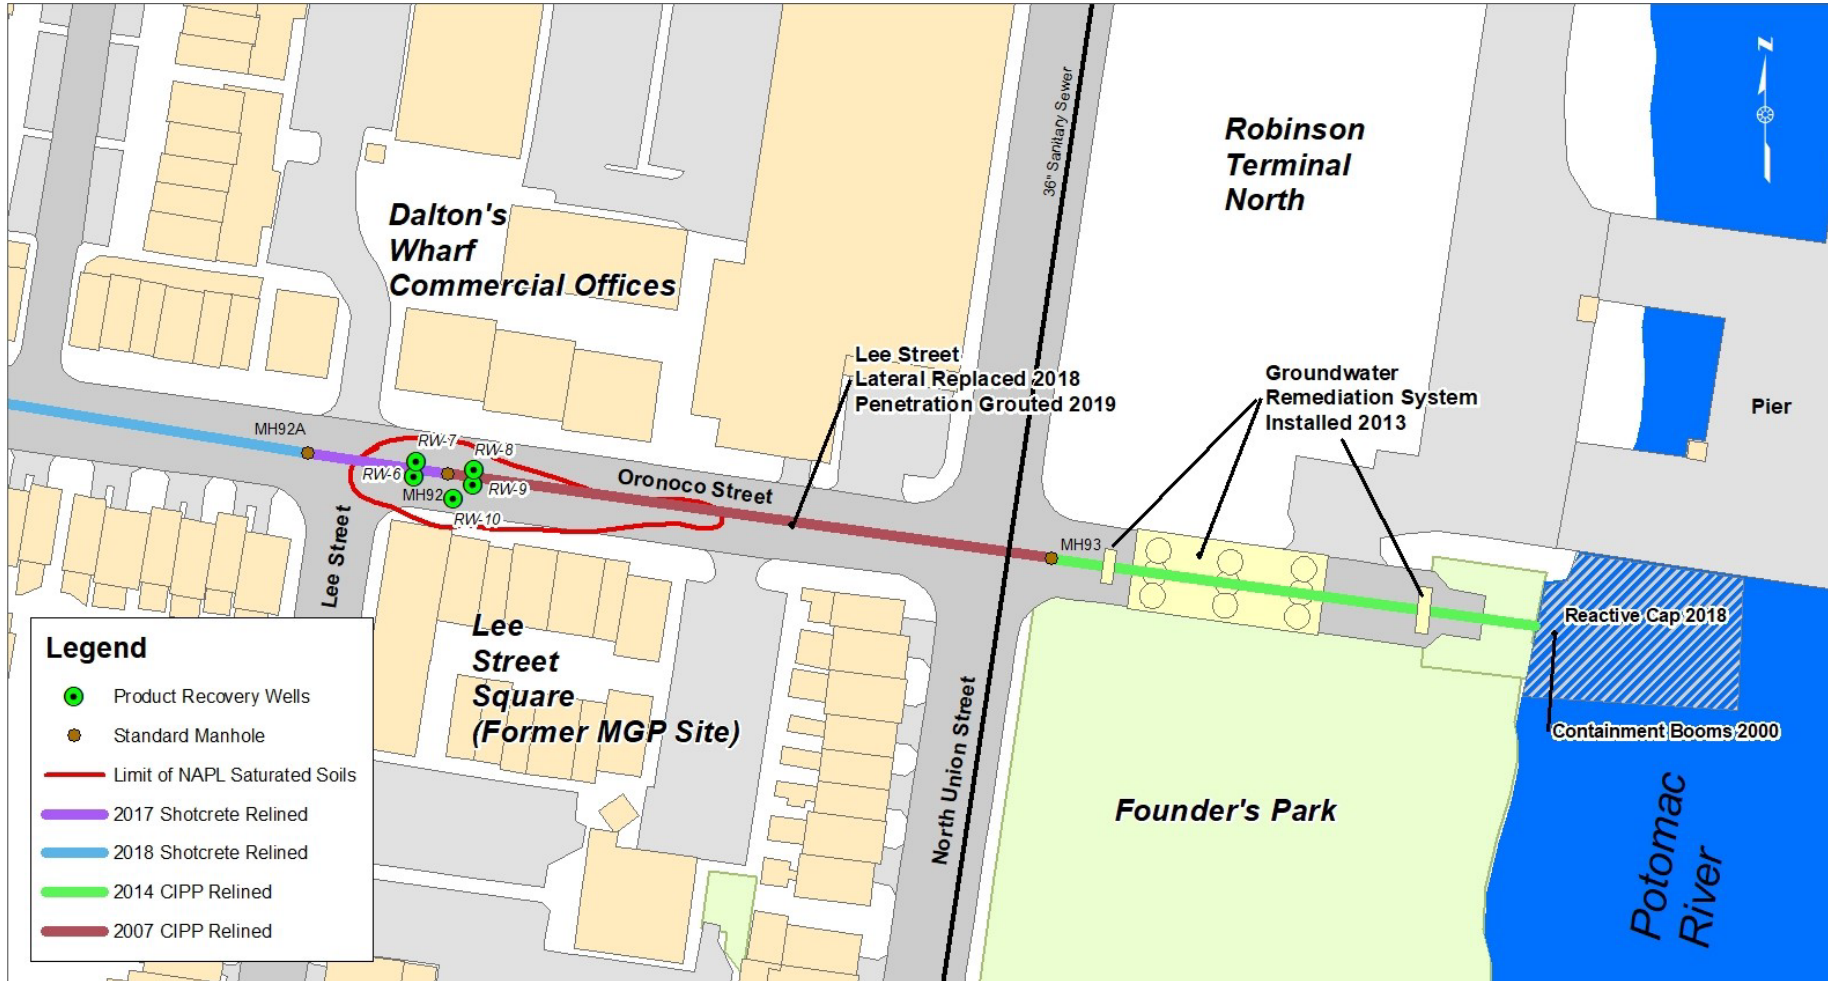 N
36" Sanitary Sewer
Robinson
Terminal
North
Dalton's
Wharf
Commercial Offices
Lee Street
Lateral Replaced 2018
Penetration Grouted 2019
Groundwater
Remediation System
Installed 2013
Pier
MH92A
RW-7
RW-8
RW-6
RW-9
MH92
RW-10
Oronoco Street
MH93
Lee Street
Reactive Cap 2018
Containment Booms 2000
Lee
Street
Square
(Former MGP Site)
North Union Street
Founder's Park
Potomac
River
Legend
Product Recovery Wells
Standard Manhole
Limit of NAPL Saturated Soils
2017 Shotcrete Relined
2018 Shotcrete Relined
2014 CIPP Relined
2007 CIPP Relined